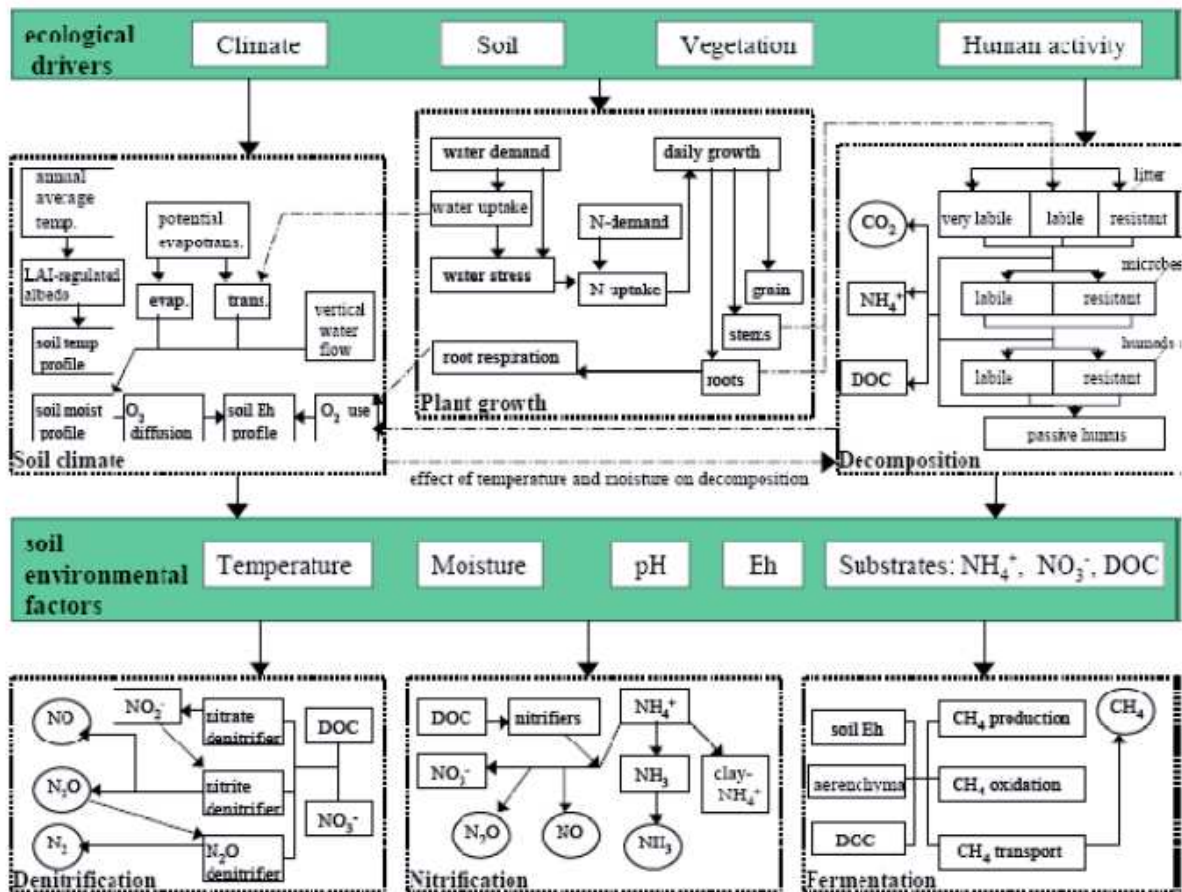 ecological
drivers
Climate
Soil
Vegetation
Human activity
annual
average
temp.
potential
evapotrans.
LAI-regulated
albedo
evap.
trans.
vertical
water
flow
soil temp
profile
soil moist
profile
O₂
diffusion
soil Eh
profile
O₂ use
Soil climate
water demand
daily growth
water uptake
N-demand
water stress
N-uptake
grain
stems
root respiration
roots
Plant growth
litter
CO₂
very labile
labile
resistant
microbes
NH₄⁺
labile
resistant
DOC
labile
resistant
passive humus
Decomposition
effect of temperature and moisture on decomposition
soil
environmental
factors
Temperature
Moisture
pH
Eh
Substrates: NH₄⁺, NO₃⁻, DOC
NO
NO₂⁻
nitrate
denitrifier
DOC
N₂O
nitrite
denitrifier
NO₃⁻
N₂
N₂O
denitrifier
Denitrification
DOC
nitrifiers
NH₄⁺
NO₃⁻
NH₃
clay-
NH₄⁺
N₂O
NO
NH₃
Nitrification
soil Eh
CH₄ production
CH₄
aerenchyma
CH₄ oxidation
DOC
CH₄ transport
Fermentation